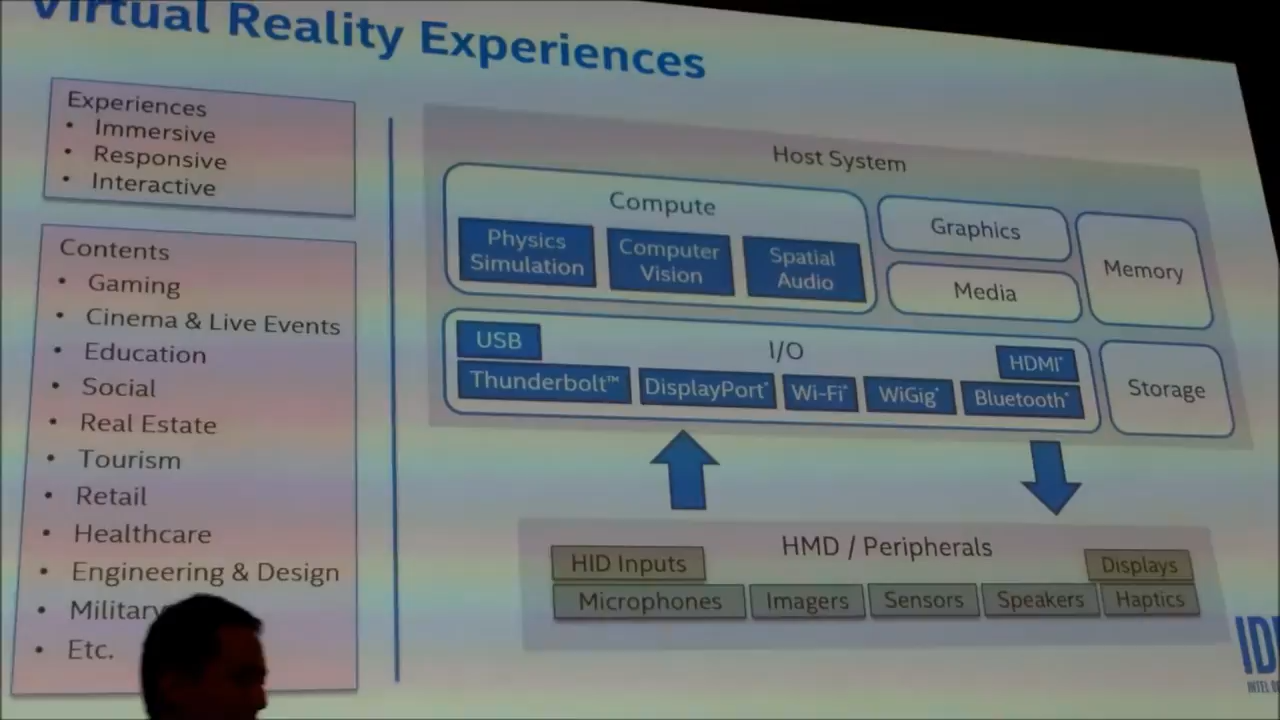 Virtual Reality Experiences
Experiences
• Immersive
• Responsive
• Interactive
Contents
• Gaming
• Cinema & Live Events
• Education
• Social
• Real Estate
• Tourism
• Retail
• Healthcare
• Engineering & Design
• Military
• Etc.
Host System
Compute
Physics
Simulation
Computer
Vision
Spatial
Audio
Graphics
Media
Memory
I/O
USB
HDMI*
Thunderbolt™
DisplayPort*
Wi-Fi*
WiGig*
Bluetooth*
Storage
HMD / Peripherals
HID Inputs
Displays
Microphones
Imagers
Sensors
Speakers
Haptics
INTEL